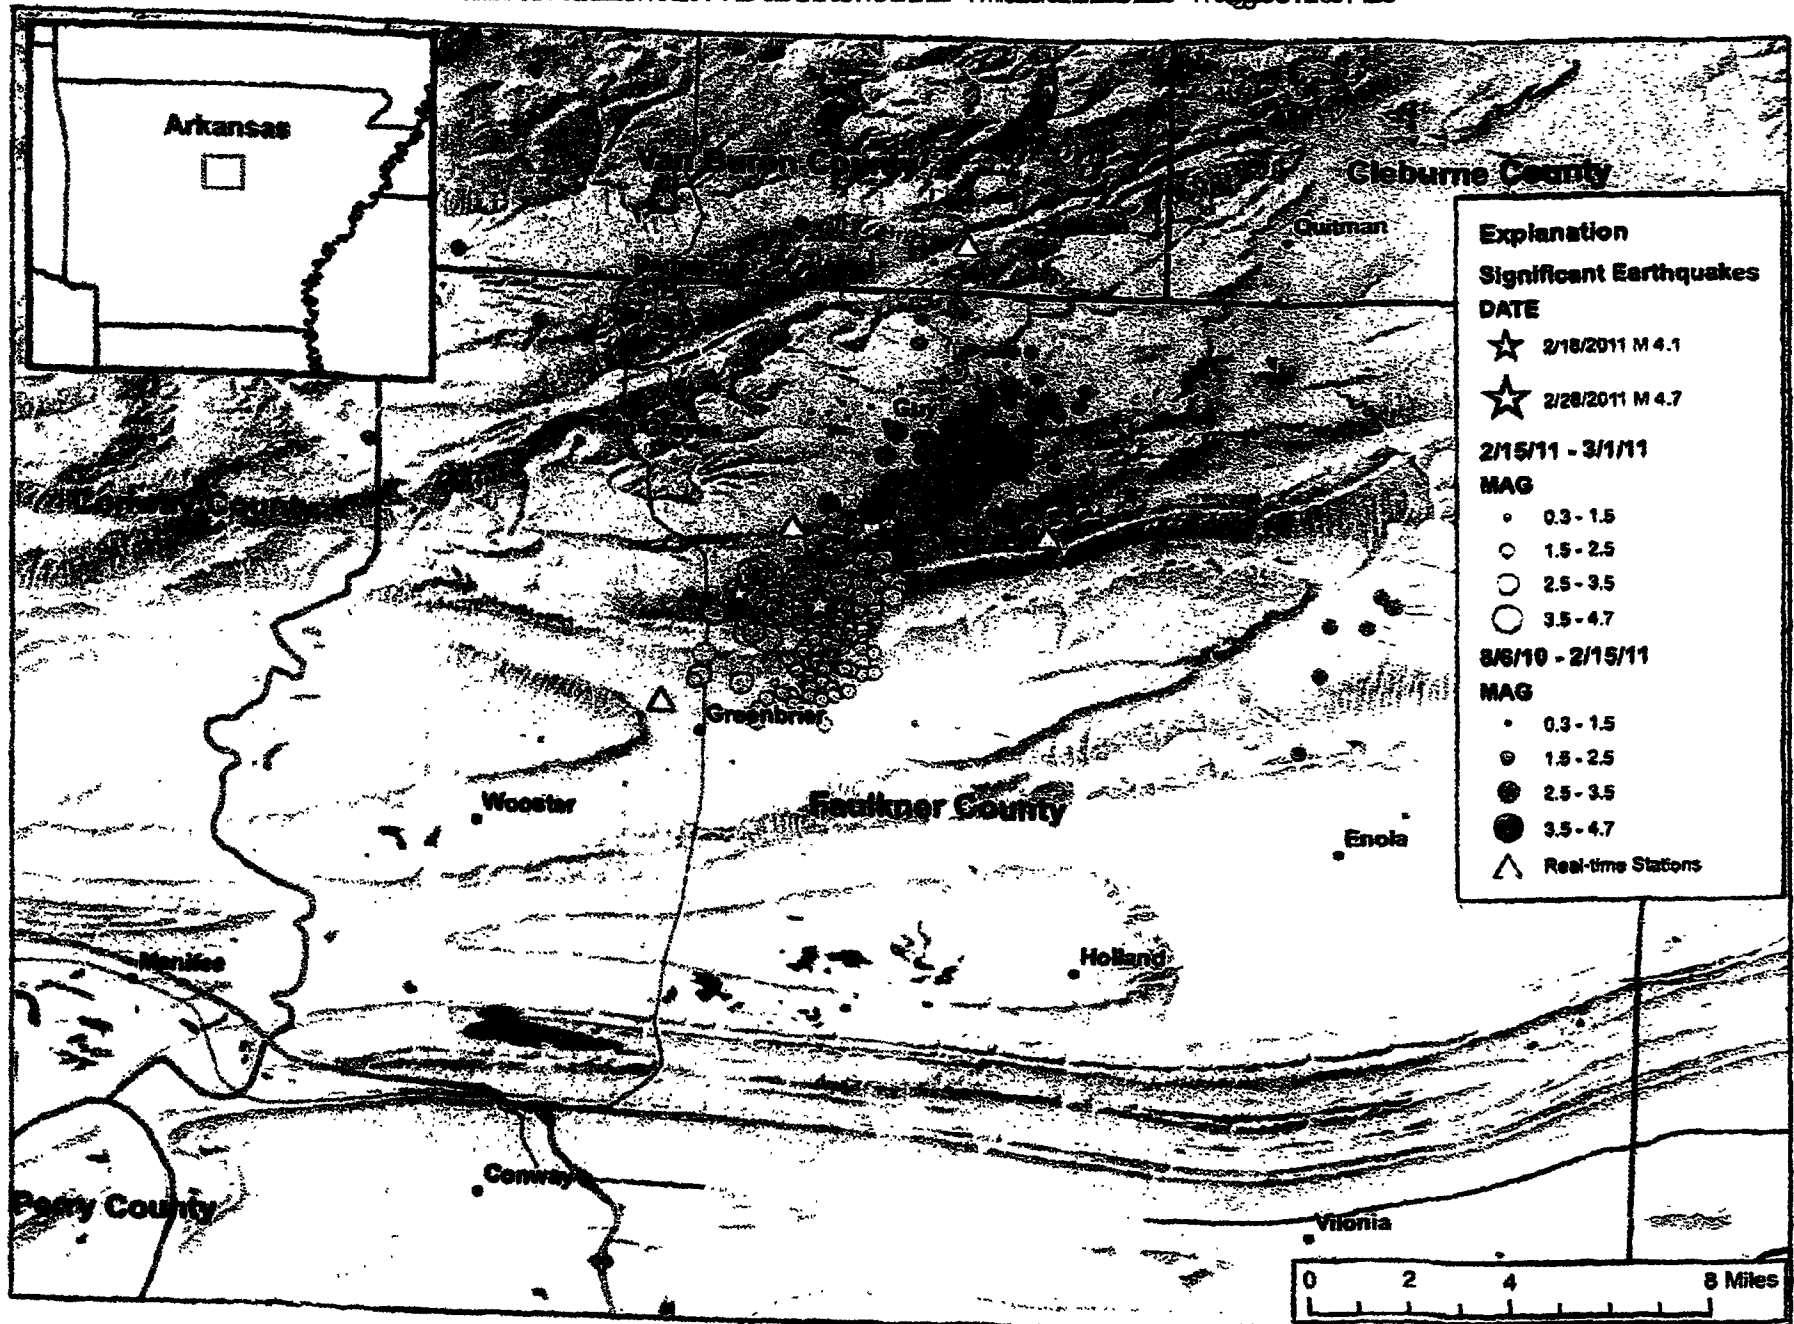 Arkansas
Van Buren County
Cleburne County
Quitman
Explanation
Significant Earthquakes
DATE
2/18/2011 M 4.1
2/28/2011 M 4.7
2/15/11 - 3/1/11
MAG
0.3 - 1.5
1.5 - 2.5
2.5 - 3.5
3.5 - 4.7
8/6/10 - 2/15/11
MAG
0.3 - 1.5
1.5 - 2.5
2.5 - 3.5
3.5 - 4.7
Real-time Stations
Guy
Conway County
Greenbrier
Wooster
Faulkner County
Enola
Menifee
Holland
Conway
Perry County
Vilonia
0 2 4 8 Miles